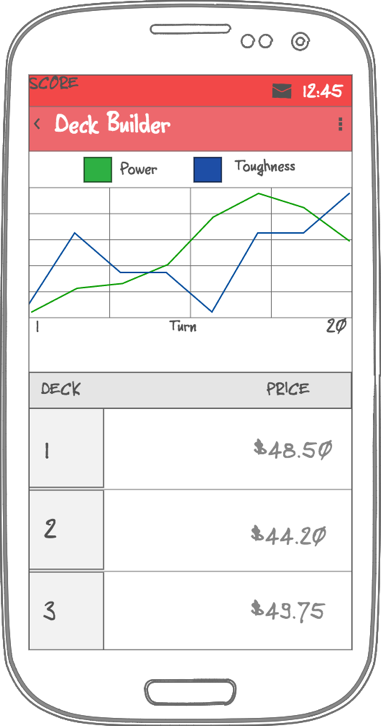 SCORE
12:45
Deck Builder
Power Toughness
1 Turn 20
DECK PRICE
1 $48.50
2 $44.20
3 $49.75